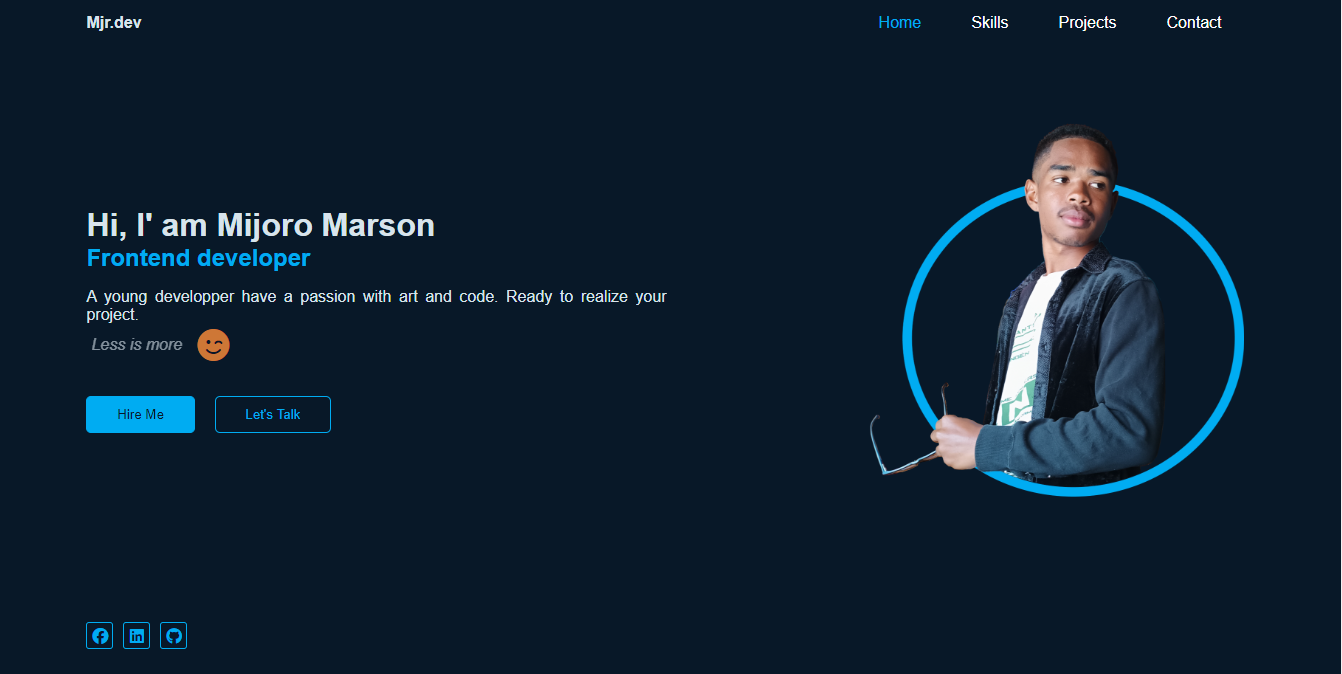 Mjr.dev
Home Skills Projects Contact
Hi, I' am Mijoro Marson
Frontend developer
A young developper have a passion with art and code. Ready to realize your
project.
Less is more
Hire Me Let's Talk
in